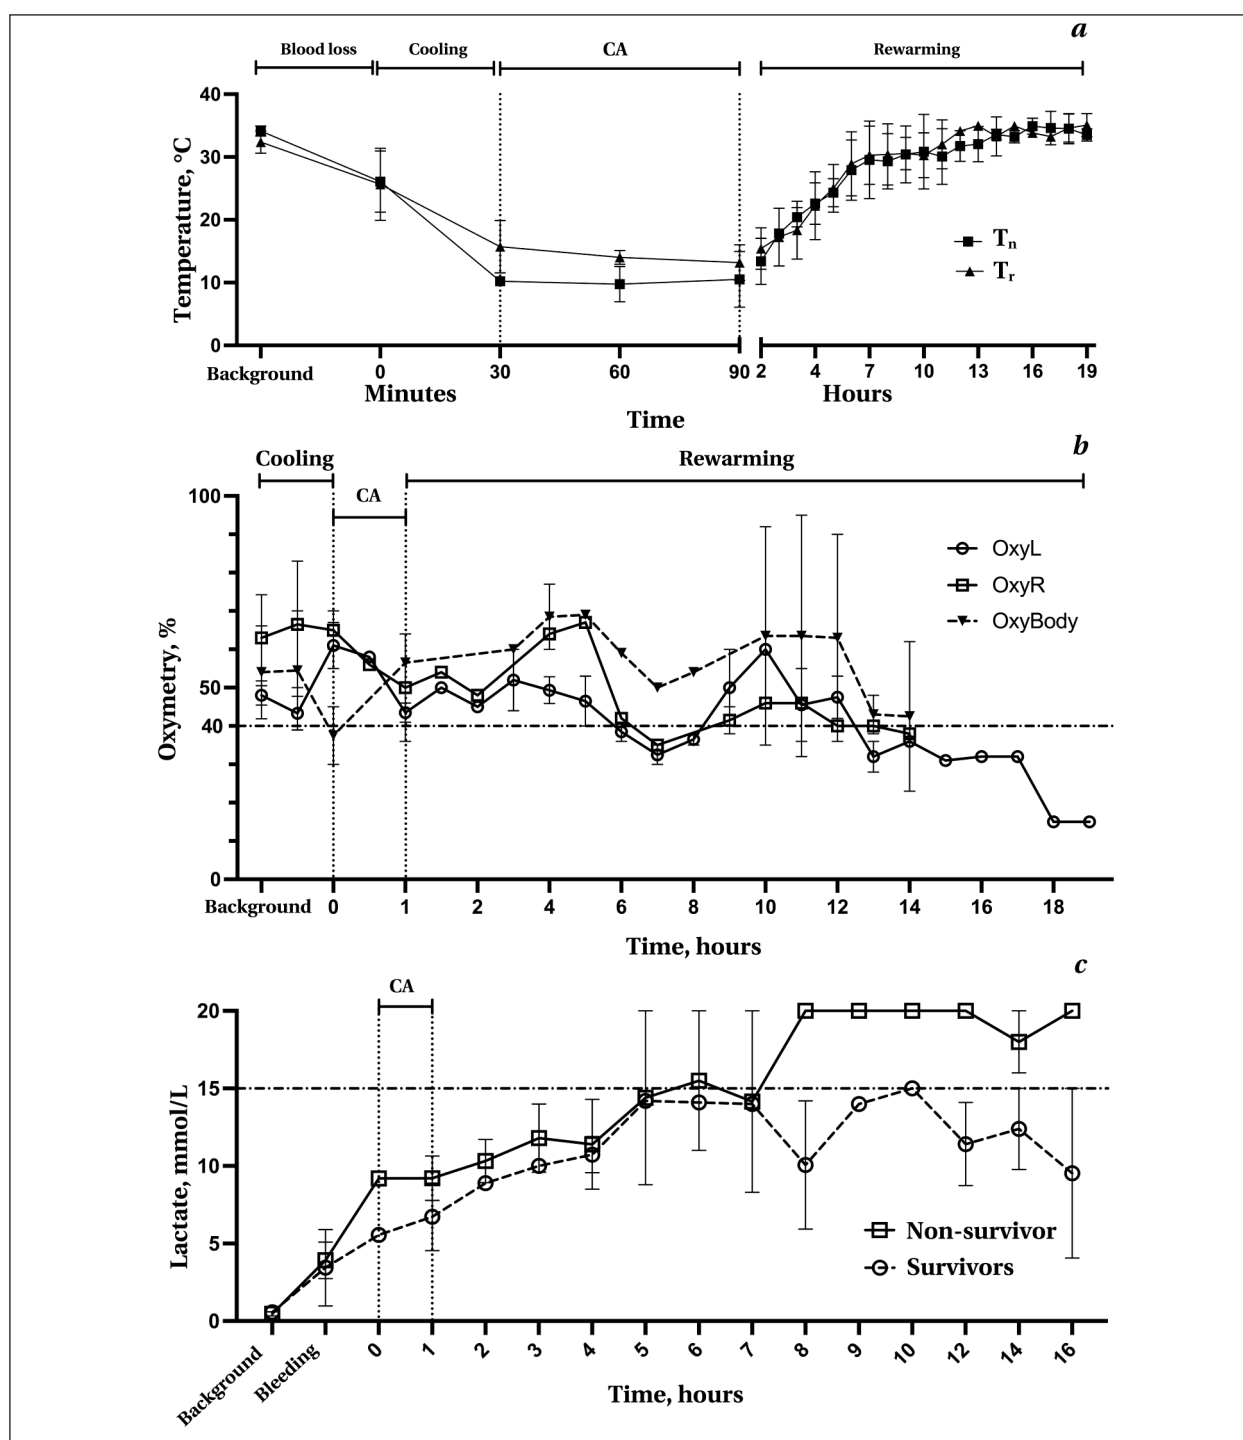 a
Blood loss Cooling CA Rewarming
Temperature, °C
40
30
20
10
0
Tn
Tr
Background 0 30 60 90 2 4 7 10 13 16 19
Minutes Hours
Time
b
Cooling Rewarming
CA
Oxymetry, %
100
50
40
0
OxyL
OxyR
OxyBody
Background 0 1 2 4 6 8 10 12 14 16 18
Time, hours
c
CA
Lactate, mmol/L
20
15
10
5
0
Non-survivor
Survivors
Background Bleeding 0 1 2 3 4 5 6 7 8 9 10 12 14 16
Time, hours